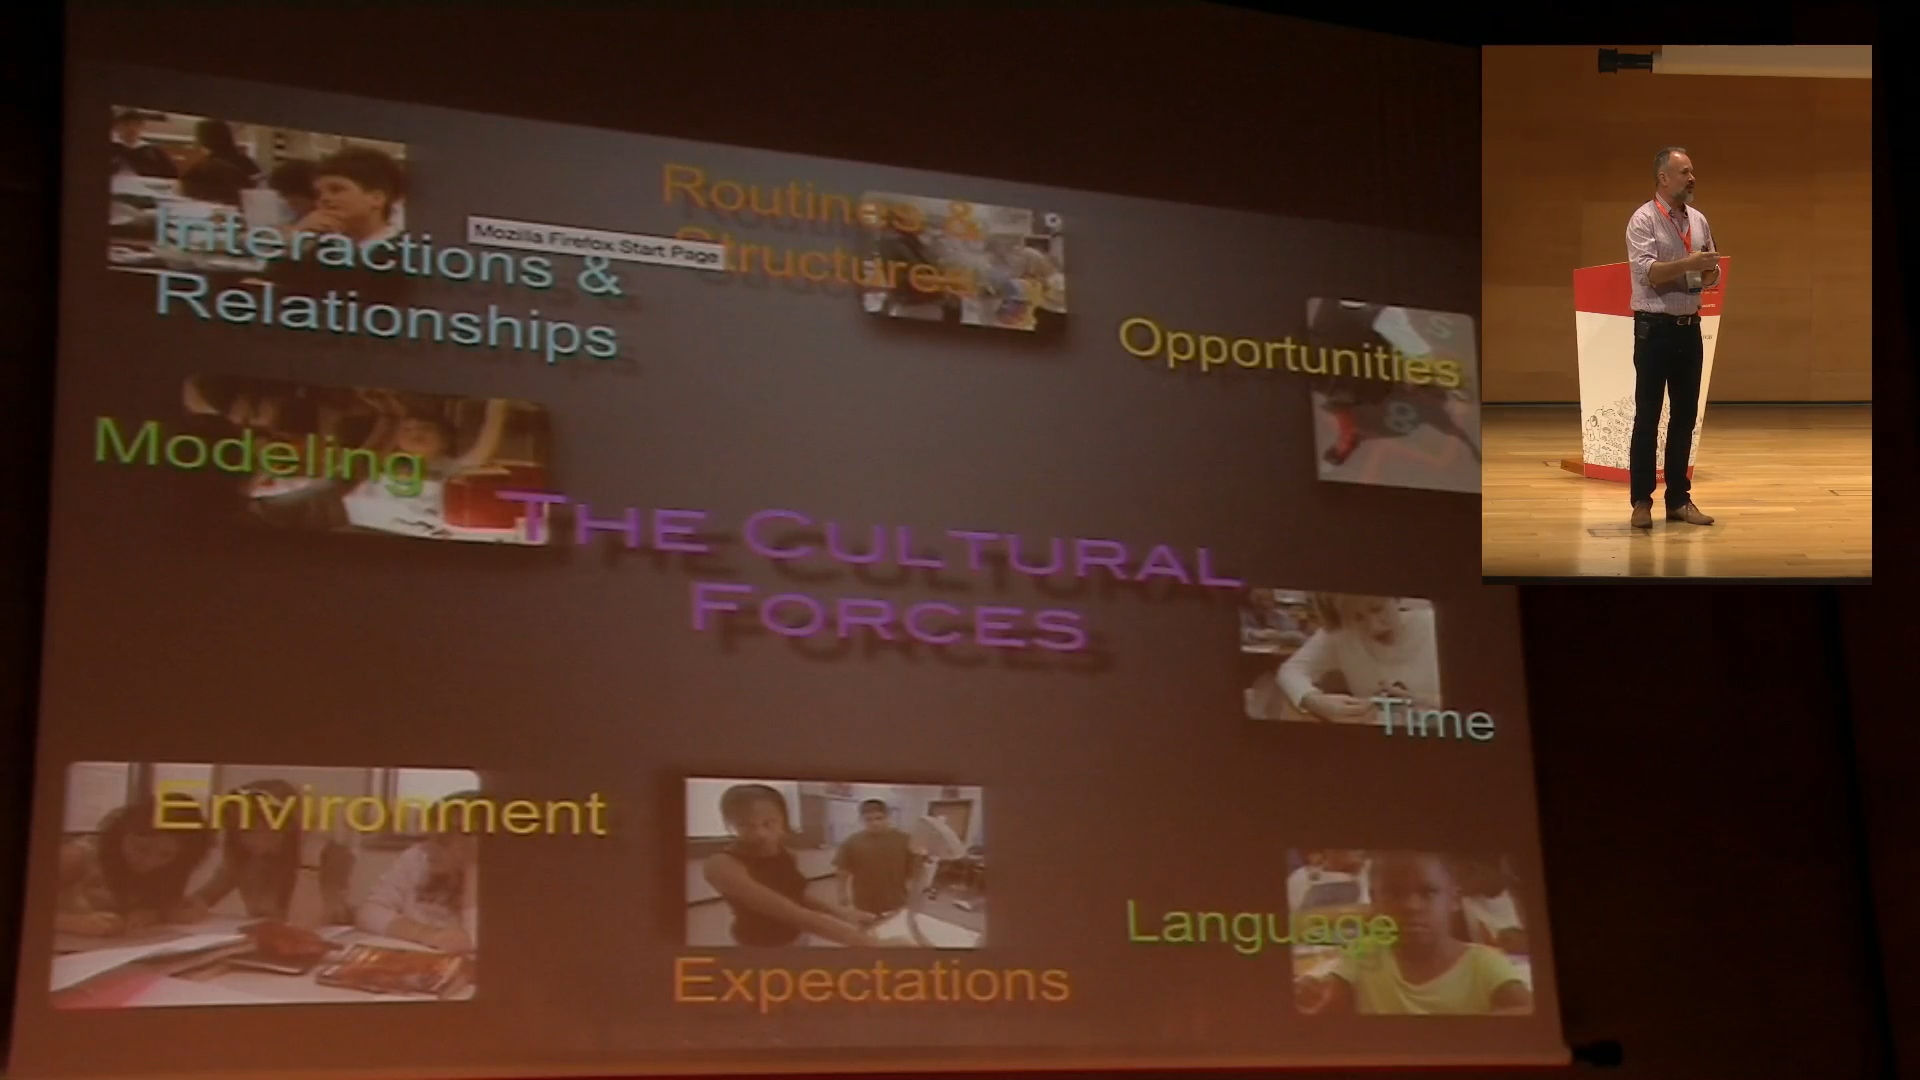 Routines &
Structures
Mozilla Firefox Start Page
Interactions &
Relationships
Opportunities
S
&
Modeling
THE CULTURAL
FORCES
Time
Environment
Language
Expectations